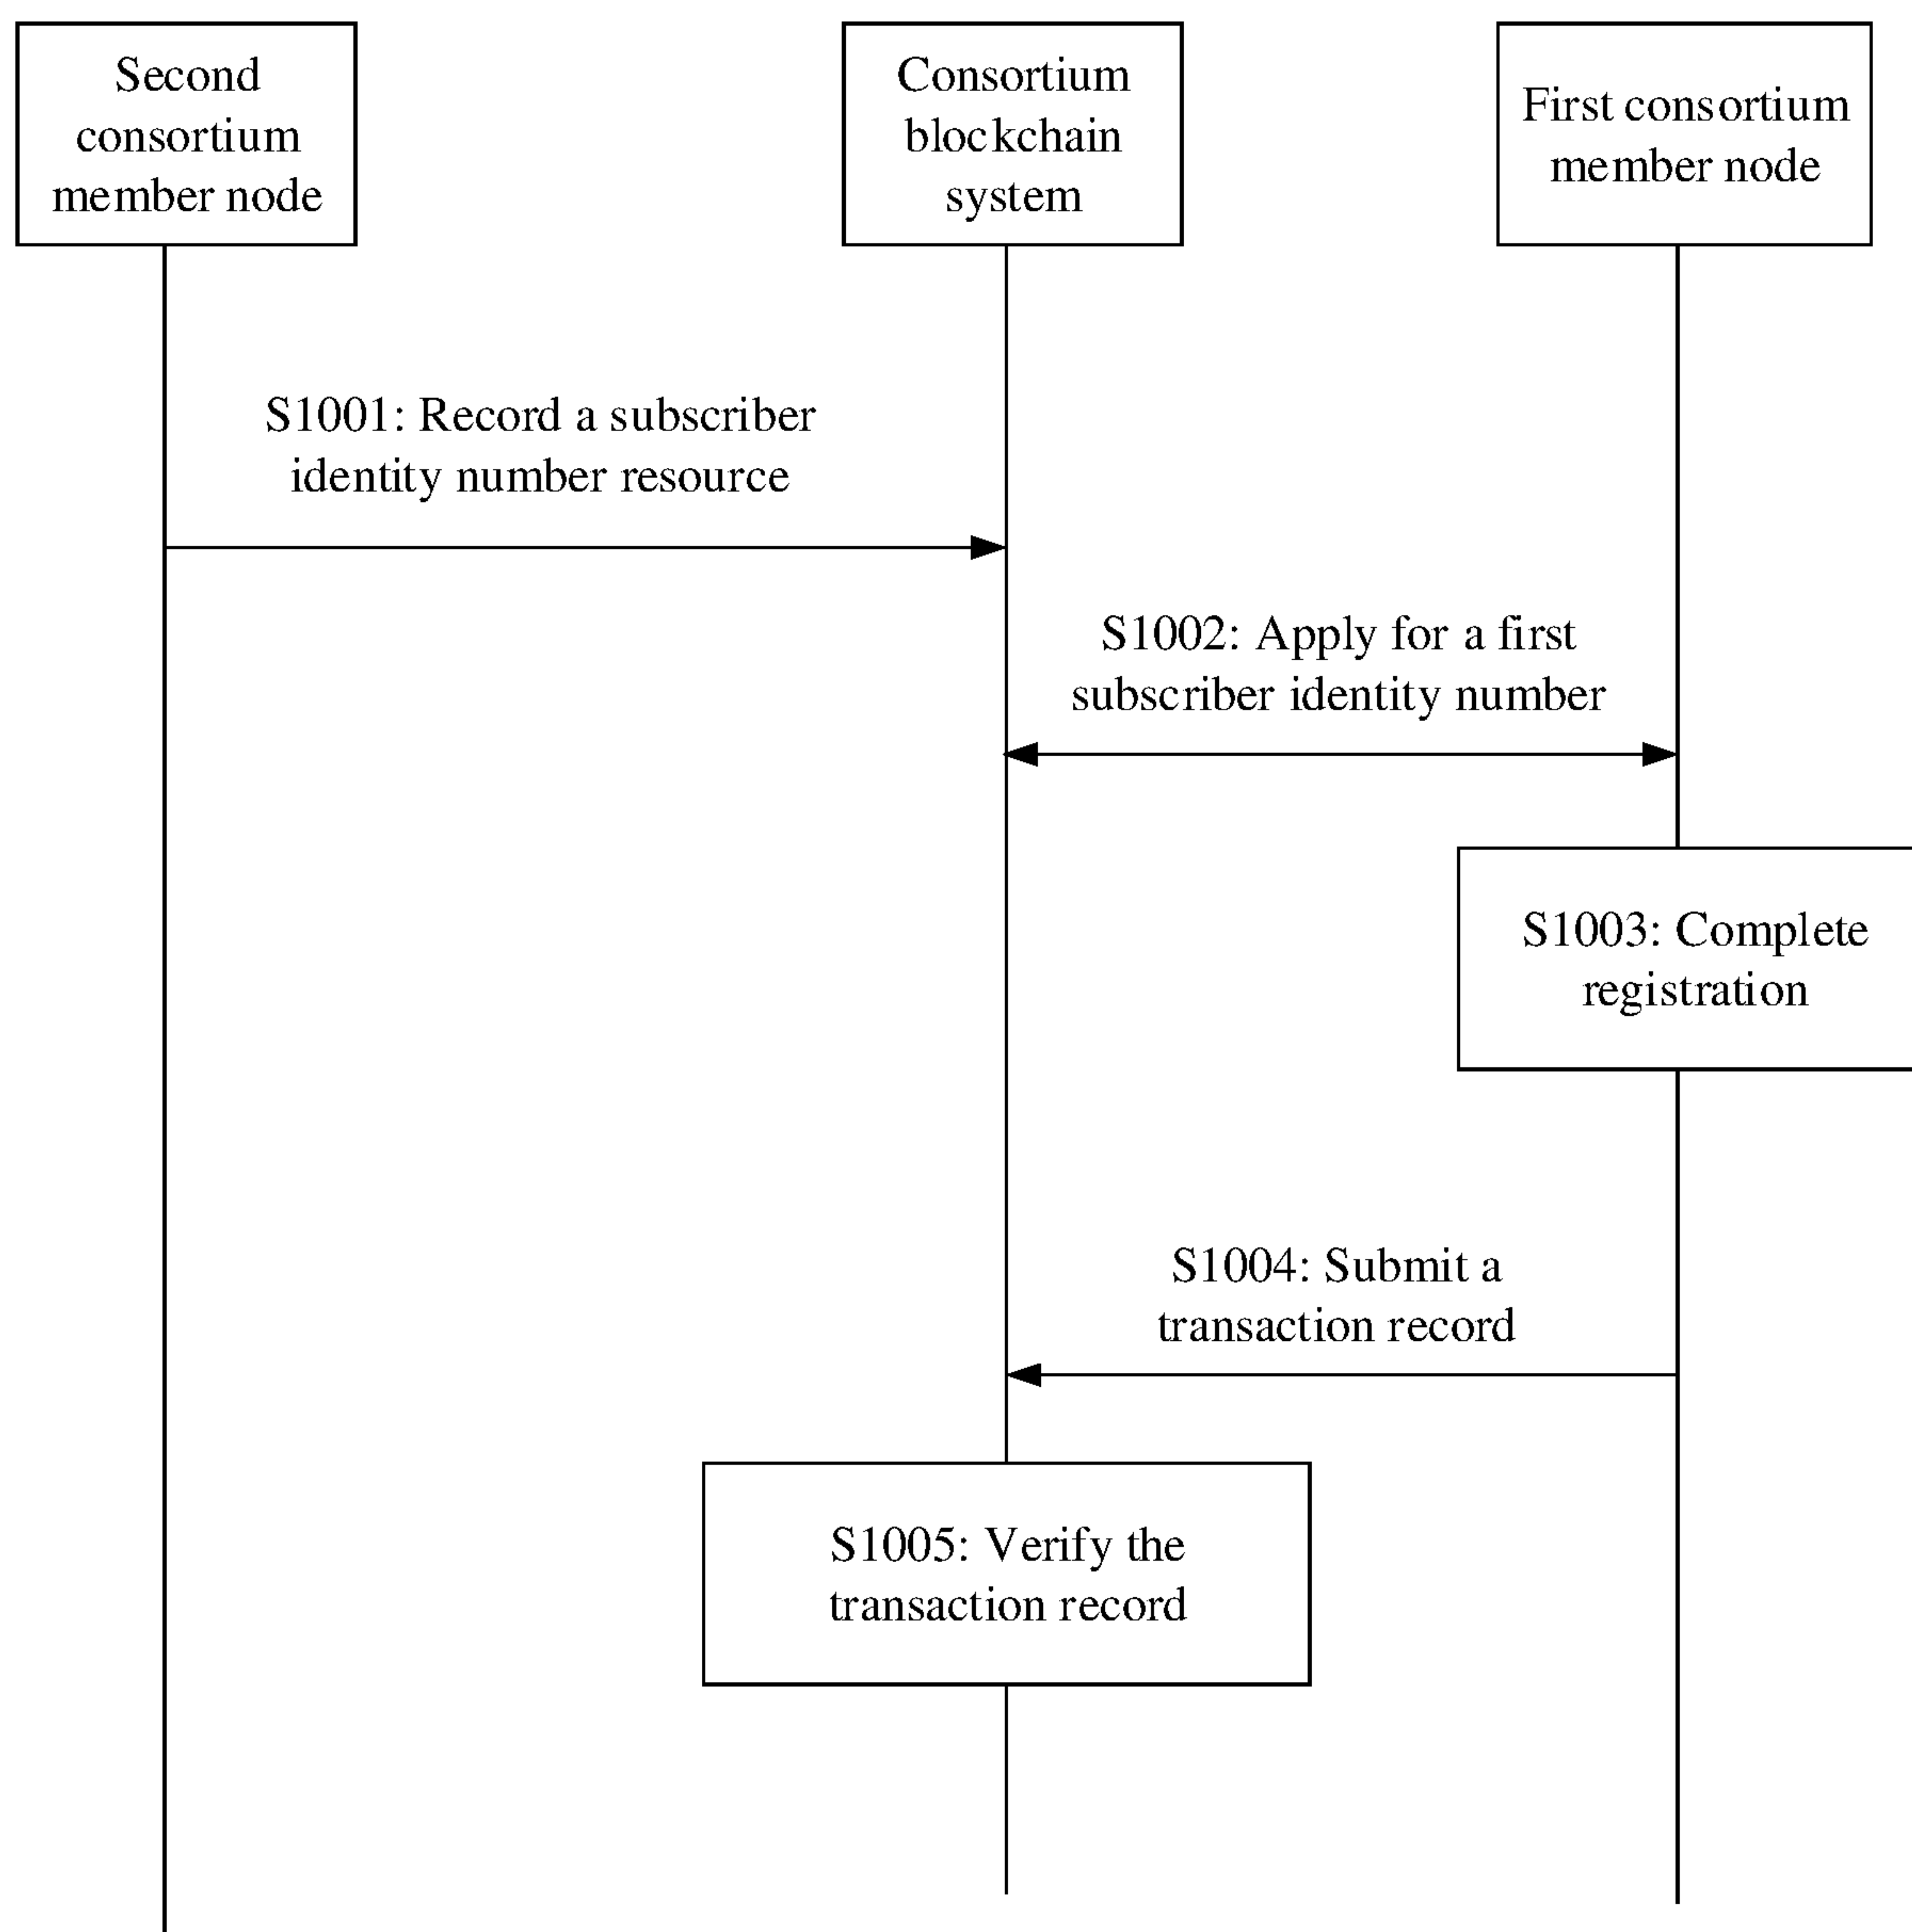 Second
consortium
member node
Consortium
blockchain
system
First consortium
member node
S1001: Record a subscriber
identity number resource
S1002: Apply for a first
subscriber identity number
S1003: Complete
registration
S1004: Submit a
transaction record
S1005: Verify the
transaction record